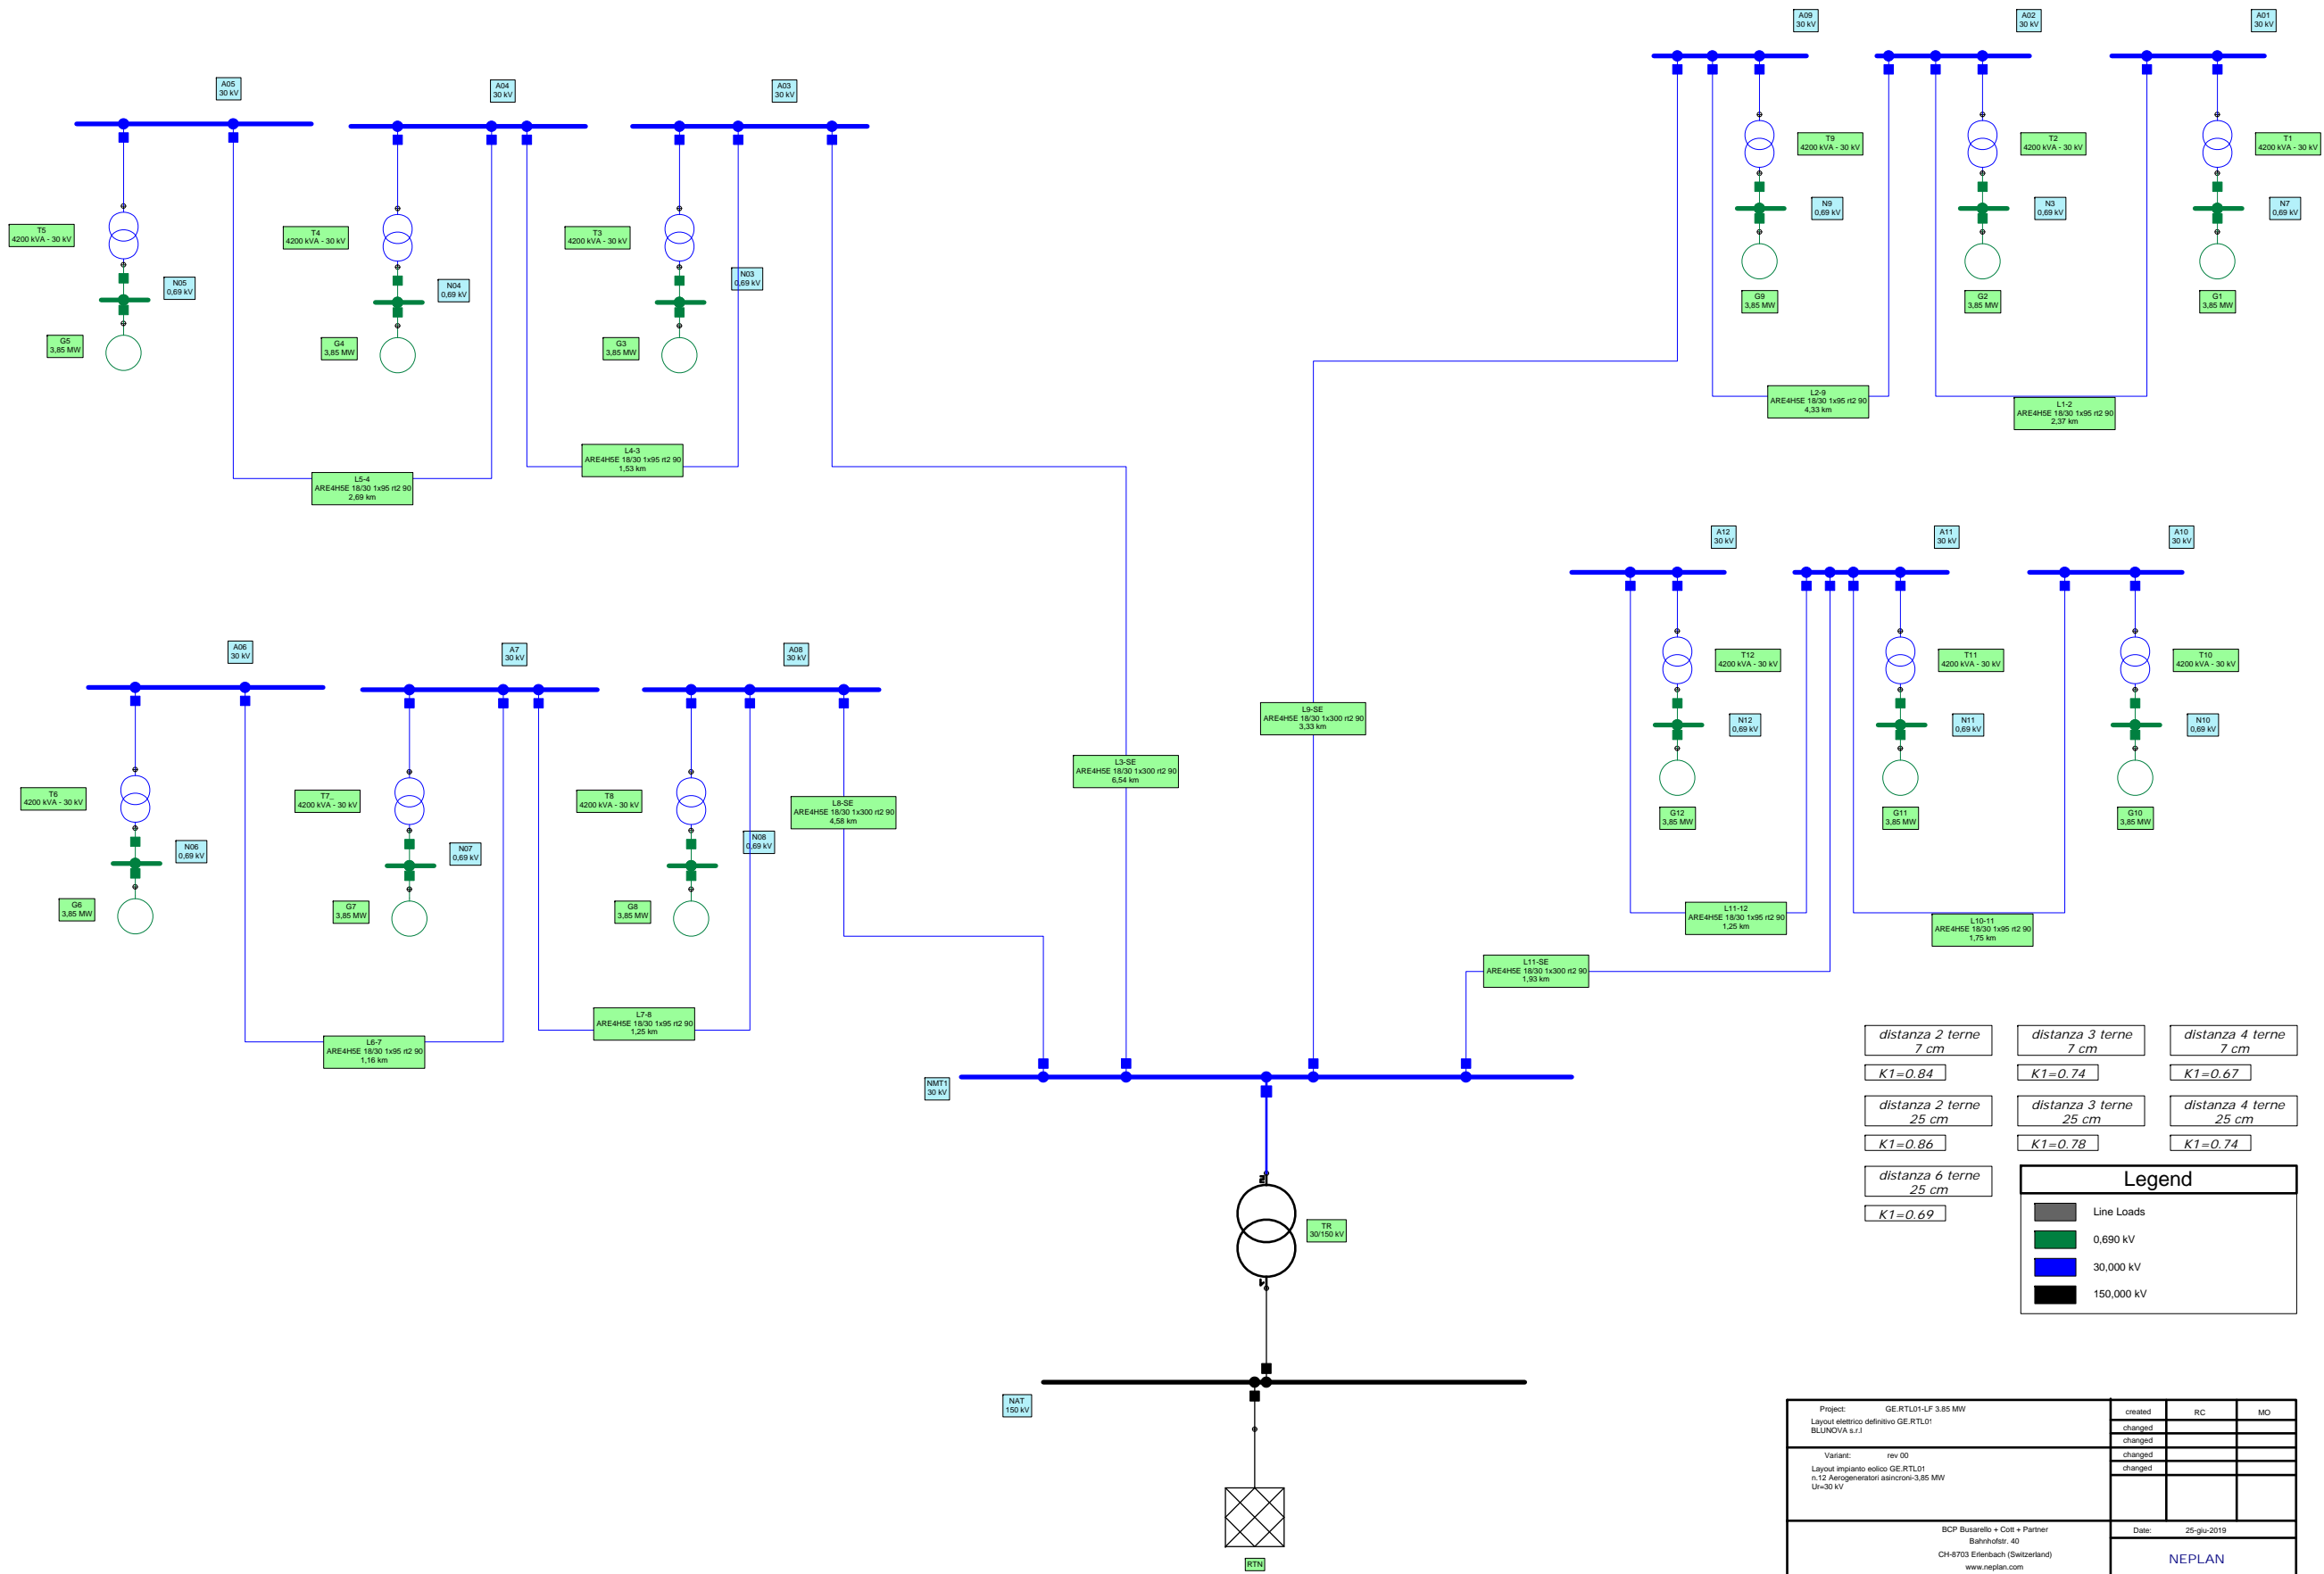 A09
30 kV
A02
30 kV
A01
30 kV
A05
30 kV
A04
30 kV
A03
30 kV
T9
4200 kVA - 30 kV
T2
4200 kVA - 30 kV
T1
4200 kVA - 30 kV
N9
0,69 kV
N3
0,69 kV
N7
0,69 kV
T5
4200 kVA - 30 kV
T4
4200 kVA - 30 kV
T3
4200 kVA - 30 kV
N05
0,69 kV
N04
0,69 kV
N03
0,69 kV
G9
3,85 MW
G2
3,85 MW
G1
3,85 MW
G5
3,85 MW
G4
3,85 MW
G3
3,85 MW
L2-9
ARE4H5E 18/30 1x95 rt2 90
4,33 km
L1-2
ARE4H5E 18/30 1x95 rt2 90
2,37 km
L4-3
ARE4H5E 18/30 1x95 rt2 90
1,53 km
L5-4
ARE4H5E 18/30 1x95 rt2 90
2,69 km
A12
30 kV
A11
30 kV
A10
30 kV
A06
30 kV
A7
30 kV
A08
30 kV
T12
4200 kVA - 30 kV
T11
4200 kVA - 30 kV
T10
4200 kVA - 30 kV
L9-SE
ARE4H5E 18/30 1x300 rt2 90
3,33 km
N12
0,69 kV
N11
0,69 kV
N10
0,69 kV
L3-SE
ARE4H5E 18/30 1x300 rt2 90
6,54 km
T6
4200 kVA - 30 kV
T7_
4200 kVA - 30 kV
T8
4200 kVA - 30 kV
L8-SE
ARE4H5E 18/30 1x300 rt2 90
4,58 km
G12
3,85 MW
G11
3,85 MW
G10
3,85 MW
N06
0,69 kV
N07
0,69 kV
N08
0,69 kV
G6
3,85 MW
G7
3,85 MW
G8
3,85 MW
L11-12
ARE4H5E 18/30 1x95 rt2 90
1,25 km
L10-11
ARE4H5E 18/30 1x95 rt2 90
1,75 km
L11-SE
ARE4H5E 18/30 1x300 rt2 90
1,93 km
L7-8
ARE4H5E 18/30 1x95 rt2 90
1,25 km
L6-7
ARE4H5E 18/30 1x95 rt2 90
1,16 km
NMT1
30 kV
distanza 2 terne
7 cm
distanza 3 terne
7 cm
distanza 4 terne
7 cm
K1=0.84
K1=0.74
K1=0.67
distanza 2 terne
25 cm
distanza 3 terne
25 cm
distanza 4 terne
25 cm
K1=0.86
K1=0.78
K1=0.74
distanza 6 terne
25 cm
K1=0.69
Legend
Line Loads
0,690 kV
30,000 kV
150,000 kV
2
TR
30/150 kV
1
NAT
150 kV
RTN
Project: GE.RTL01-LF 3.85 MW
Layout elettrico definitivo GE.RTL01
BLUNOVA s.r.l
created RC MO
changed
changed
changed
changed
Variant: rev 00
Layout impianto eolico GE.RTL01
n.12 Aerogeneratori asincroni-3,85 MW
Ur=30 kV
BCP Busarello + Cott + Partner
Bahnhofstr. 40
CH-8703 Erlenbach (Switzerland)
www.neplan.com
Date: 25-giu-2019
NEPLAN